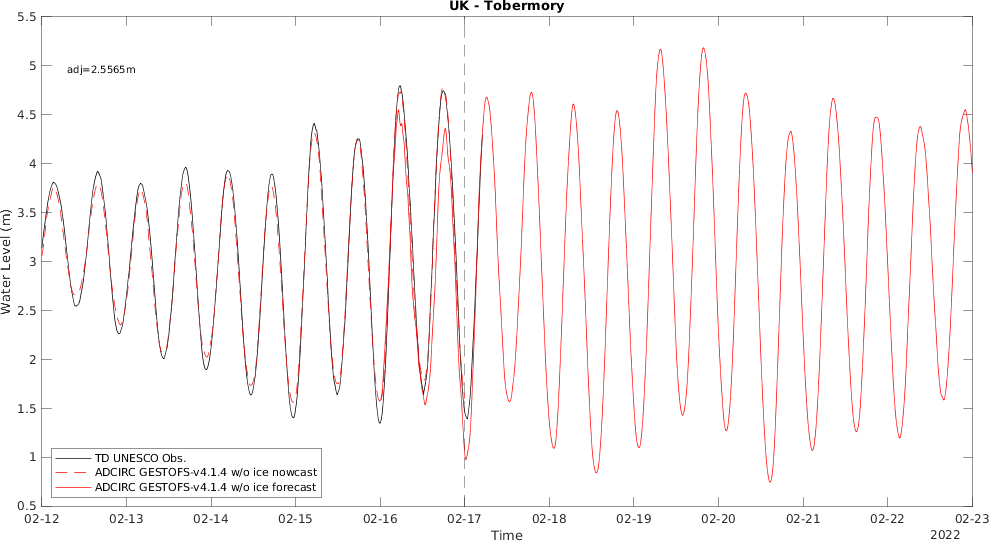 UK - Tobermory
5.5
5
4.5
4
3.5
3
2.5
2
1.5
1
0.5
Water Level (m)
adj=2.5565m
TD UNESCO Obs.
ADCIRC GESTOFS-v4.1.4 w/o ice nowcast
ADCIRC GESTOFS-v4.1.4 w/o ice forecast
02-12 02-13 02-14 02-15 02-16 02-17 02-18 02-19 02-20 02-21 02-22 02-23
Time
2022